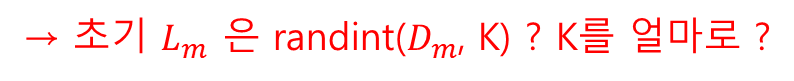 → 초기 𝐿𝑚 은 randint(𝐷𝑚, K) ? K를 얼마로 ?